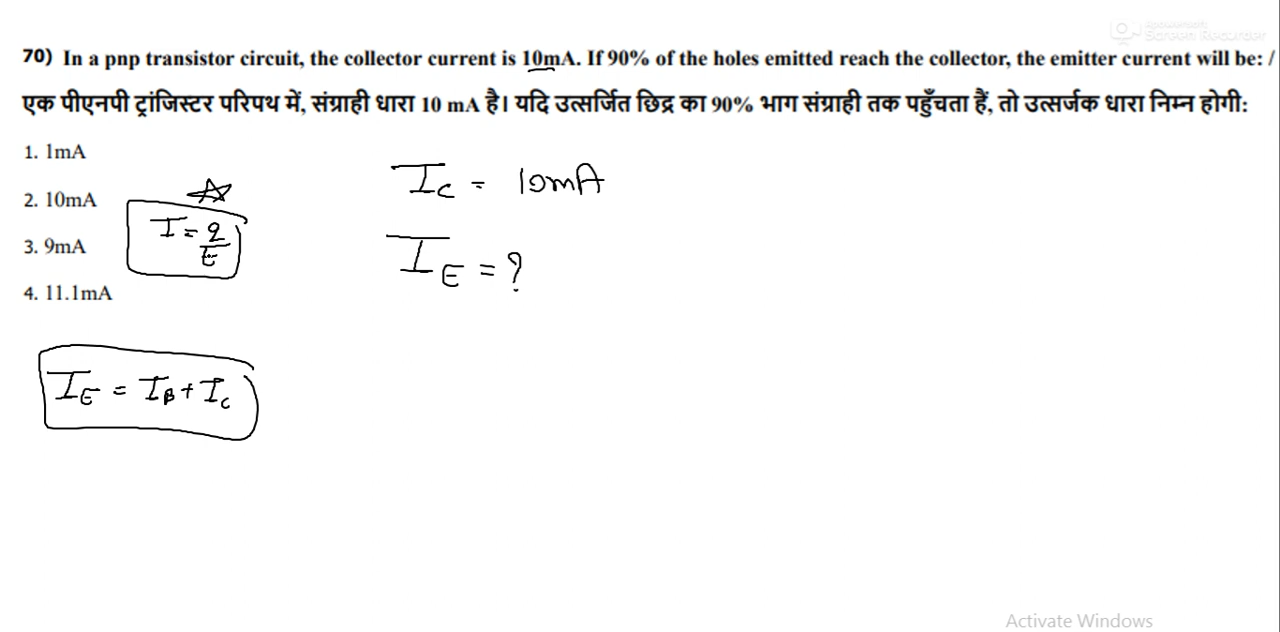 Apowersoft
Screen Recorder
70) In a pnp transistor circuit, the collector current is 10mA. If 90% of the holes emitted reach the collector, the emitter current will be: /
एक पीएनपी ट्रांजिस्टर परिपथ में, संग्राही धारा 10 mA है। यदि उत्सर्जित छिद्र का 90% भाग संग्राही तक पहुँचता हैं, तो उत्सर्जक धारा निम्न होगी:
1. 1mA
2. 10mA
3. 9mA
4. 11.1mA
I = q/t
I_C = 10mA
I_E = ?
I_E = I_B + I_C
Activate Windows